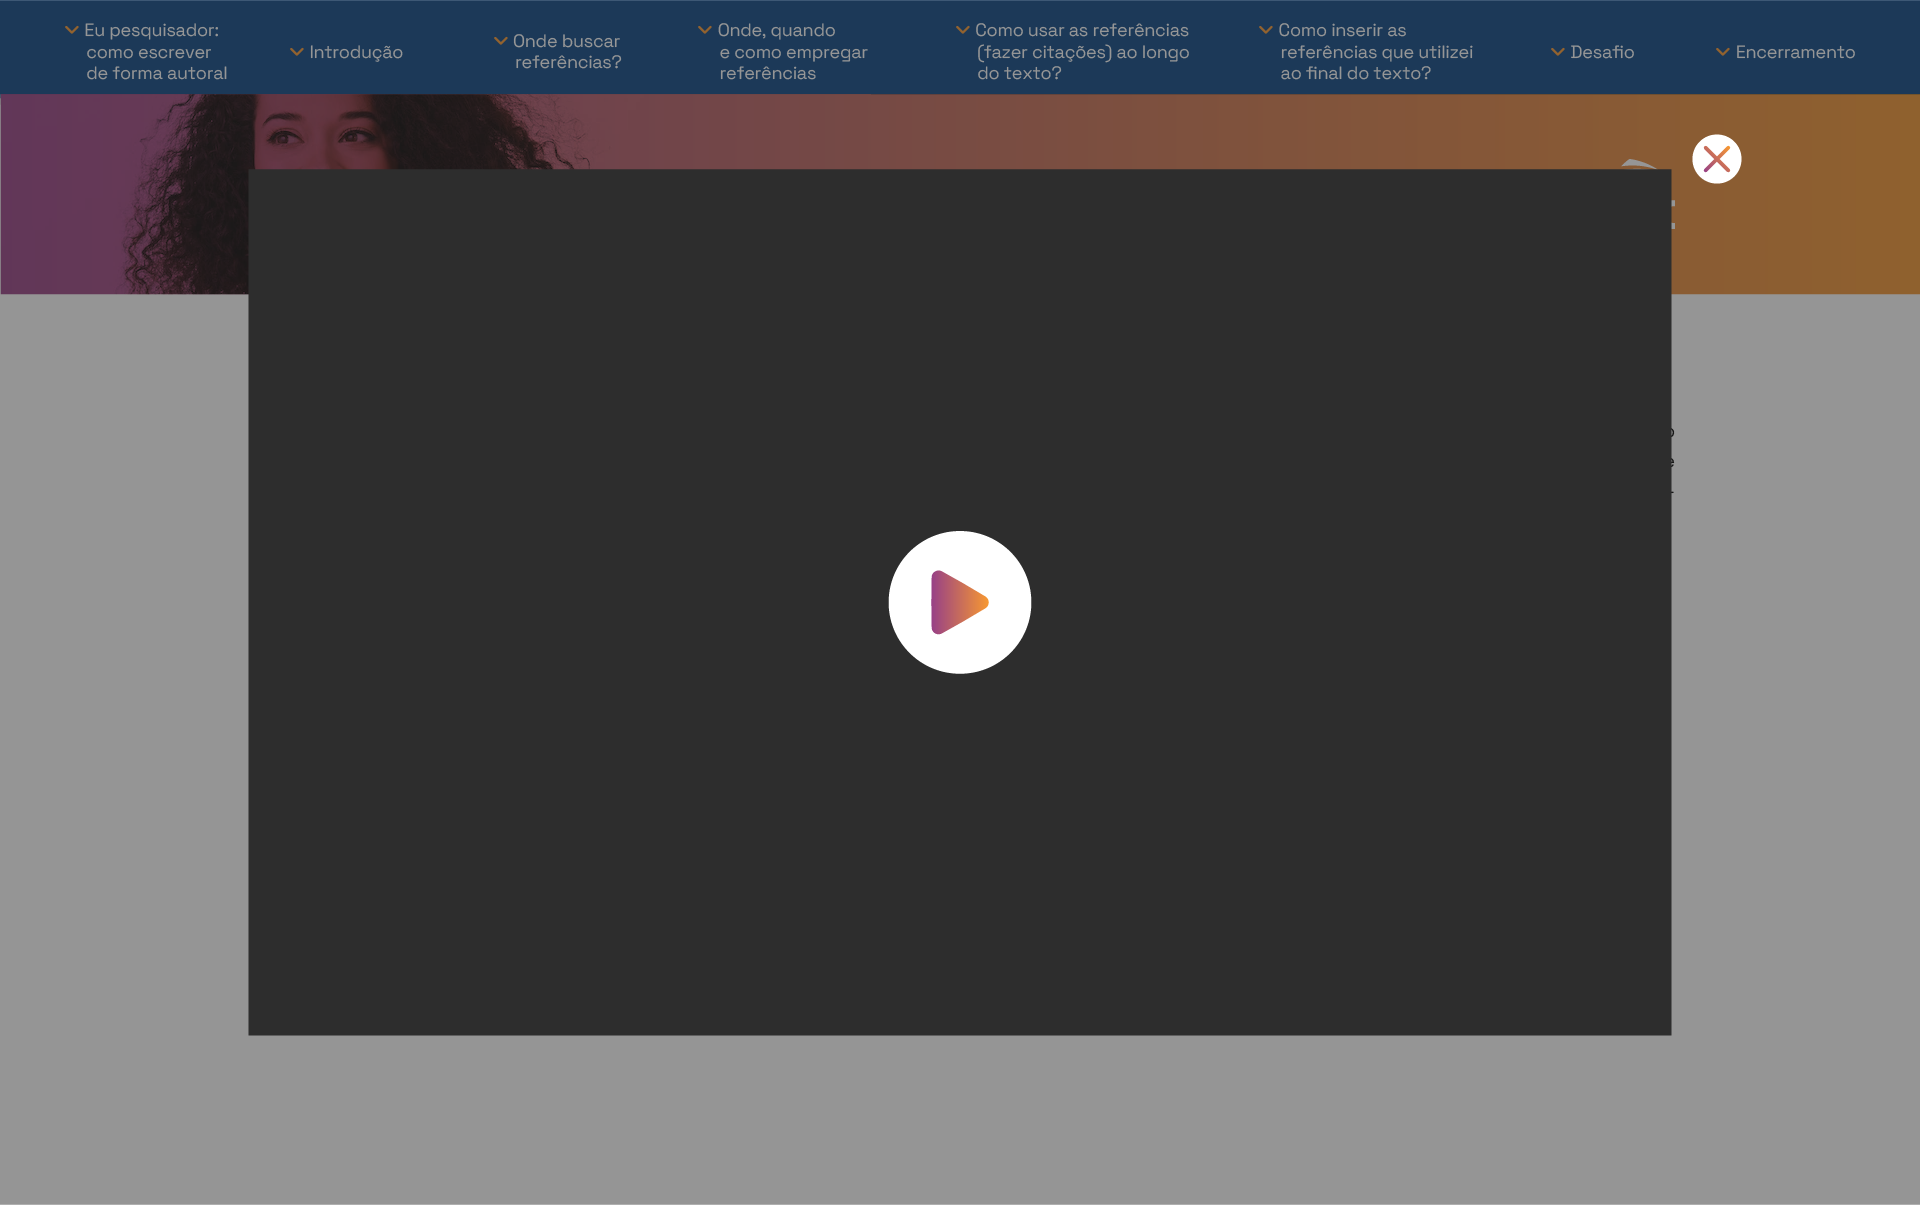 Eu pesquisador:
como escrever
de forma autoral
Introdução
Onde buscar
referências?
Onde, quando
e como empregar
referências
Como usar as referências
(fazer citações) ao longo
do texto?
Como inserir as
referências que utilizei
ao final do texto?
Desafio
Encerramento